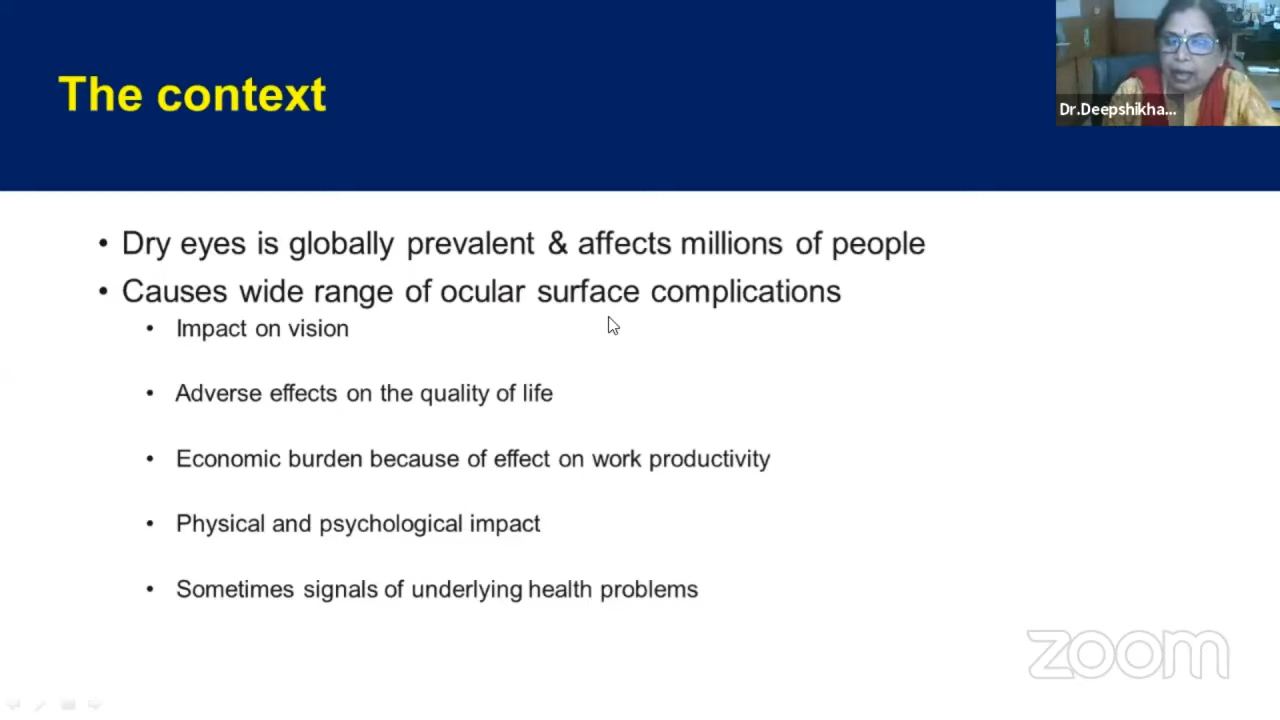 The context
Dr.Deepshikha...
• Dry eyes is globally prevalent & affects millions of people
• Causes wide range of ocular surface complications
• Impact on vision
• Adverse effects on the quality of life
• Economic burden because of effect on work productivity
• Physical and psychological impact
• Sometimes signals of underlying health problems
zoom